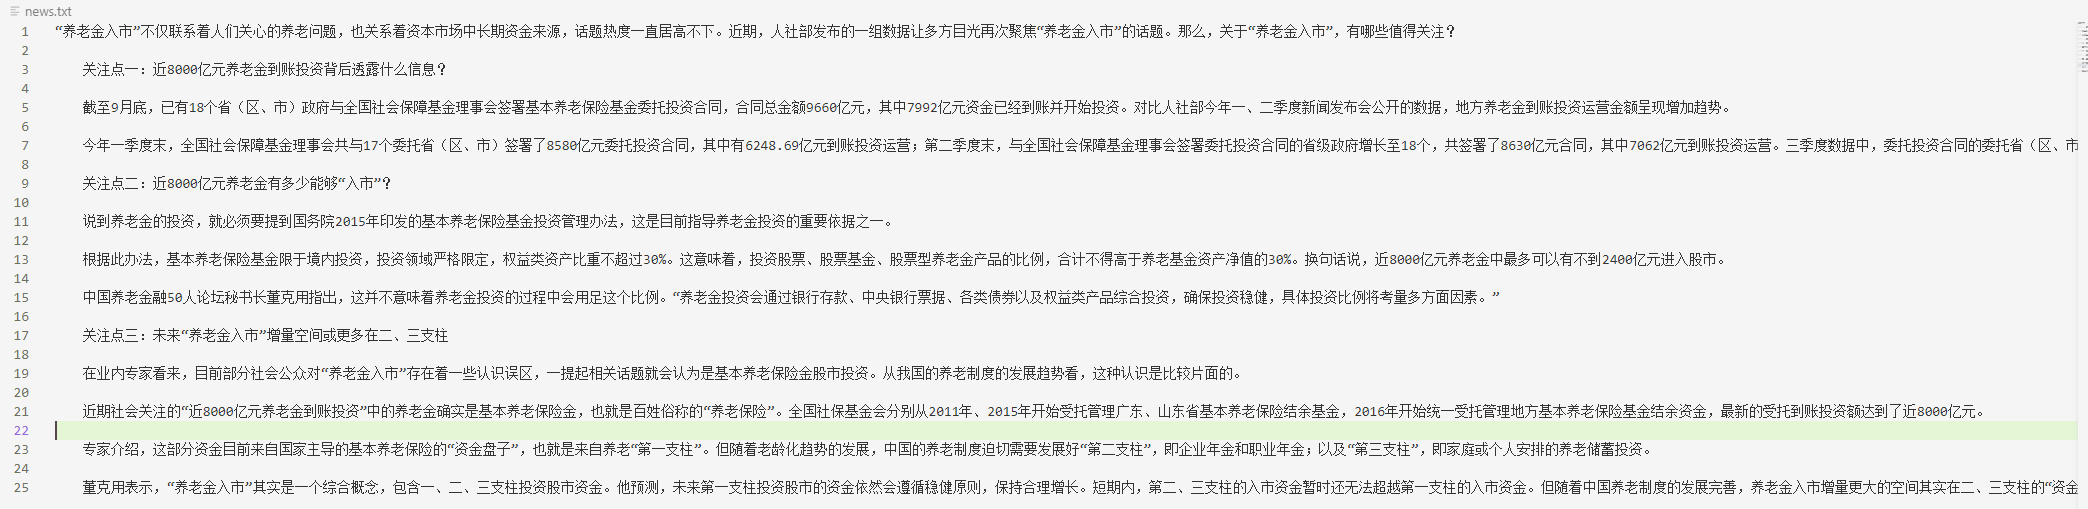 news.txt
1 “养老金入市”不仅联系着人们关心的养老问题，也关系着资本市场中长期资金来源，话题热度一直居高不下。近期，人社部发布的一组数据让多方目光再次聚焦“养老金入市”的话题。那么，关于“养老金入市”，有哪些值得关注？
2
3 关注点一：近8000亿元养老金到账投资背后透露什么信息？
4
5 截至9月底，已有18个省（区、市）政府与全国社会保障基金理事会签署基本养老保险基金委托投资合同，合同总金额9660亿元，其中7992亿元资金已经到账并开始投资。对比人社部今年一、二季度新闻发布会公开的数据，地方养老金到账投资运营金额呈现增加趋势。
6
7 今年一季度末，全国社会保障基金理事会共与17个委托省（区、市）签署了8580亿元委托投资合同，其中有6248.69亿元到账投资运营；第二季度末，与全国社会保障基金理事会签署委托投资合同的省级政府增长至18个，共签署了8630亿元合同，其中7062亿元到账投资运营。三季度数据中，委托投资合同的委托省（区、市
8
9 关注点二：近8000亿元养老金有多少能够“入市”？
10
11 说到养老金的投资，就必须要提到国务院2015年印发的基本养老保险基金投资管理办法，这是目前指导养老金投资的重要依据之一。
12
13 根据此办法，基本养老保险基金限于境内投资，投资领域严格限定，权益类资产比重不超过30%。这意味着，投资股票、股票基金、股票型养老金产品的比例，合计不得高于养老基金资产净值的30%。换句话说，近8000亿元养老金中最多可以有不到2400亿元进入股市。
14
15 中国养老金融50人论坛秘书长董克用指出，这并不意味着养老金投资的过程中会用足这个比例。“养老金投资会通过银行存款、中央银行票据、各类债券以及权益类产品综合投资，确保投资稳健，具体投资比例将考量多方面因素。”
16
17 关注点三：未来“养老金入市”增量空间或更多在二、三支柱
18
19 在业内专家看来，目前部分社会公众对“养老金入市”存在着一些认识误区，一提起相关话题就会认为是基本养老保险金股市投资。从我国的养老制度的发展趋势看，这种认识是比较片面的。
20
21 近期社会关注的“近8000亿元养老金到账投资”中的养老金确实是基本养老保险金，也就是百姓俗称的“养老保险”。全国社保基金会分别从2011年、2015年开始受托管理广东、山东省基本养老保险结余基金，2016年开始统一受托管理地方基本养老保险基金结余资金，最新的受托到账投资额达到了近8000亿元。
22
23 专家介绍，这部分资金目前来自国家主导的基本养老保险的“资金盘子”，也就是来自养老“第一支柱”。但随着老龄化趋势的发展，中国的养老制度迫切需要发展好“第二支柱”，即企业年金和职业年金；以及“第三支柱”，即家庭或个人安排的养老储蓄投资。
24
25 董克用表示，“养老金入市”其实是一个综合概念，包含一、二、三支柱投资股市资金。他预测，未来第一支柱投资股市的资金依然会遵循稳健原则，保持合理增长。短期内，第二、三支柱的入市资金暂时还无法超越第一支柱的入市资金。但随着中国养老制度的发展完善，养老金入市增量更大的空间其实在二、三支柱的“资金